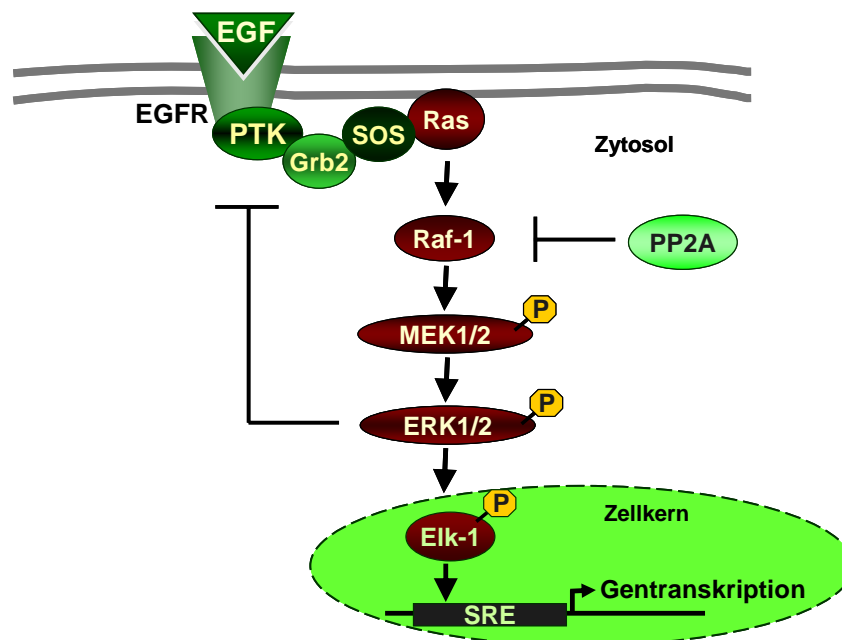 EGF
EGFR
PTK
Grb2
SOS
Ras
Zytosol
Raf-1
PP2A
P
MEK1/2
P
ERK1/2
P
Elk-1
Zellkern
Gentranskription
SRE